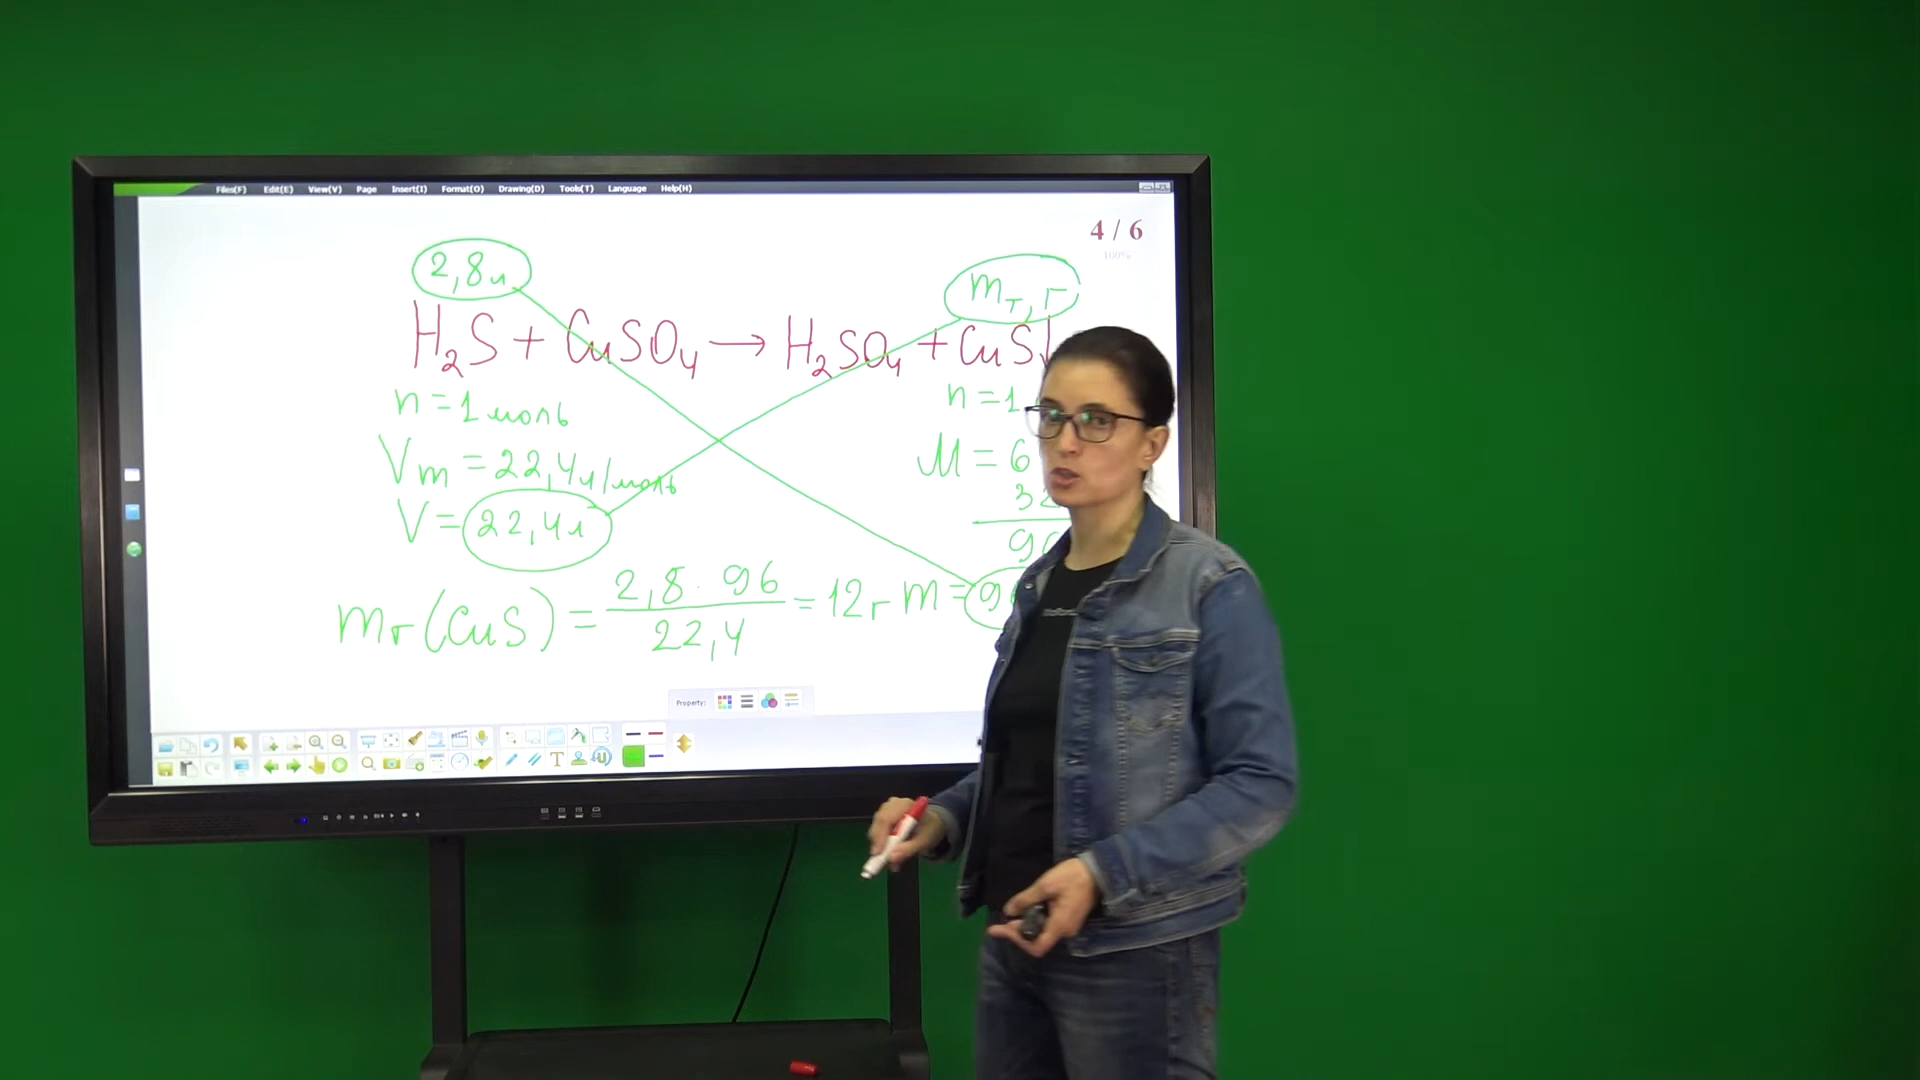 Files(F) Edit(E) View(V) Page Insert(I) Format(O) Drawing(D) Tools(T) Language Help(H)
4 / 6
100%
2,8л
mт, г
H₂S + CuSO₄ → H₂SO₄ + CuS↓
n = 1 моль
n = 1
Vm = 22,4л/моль
M = 6
32
V = 22,4л
96
mт(CuS) = 2,8 · 96 / 22,4 = 12г
m = 96
Property: